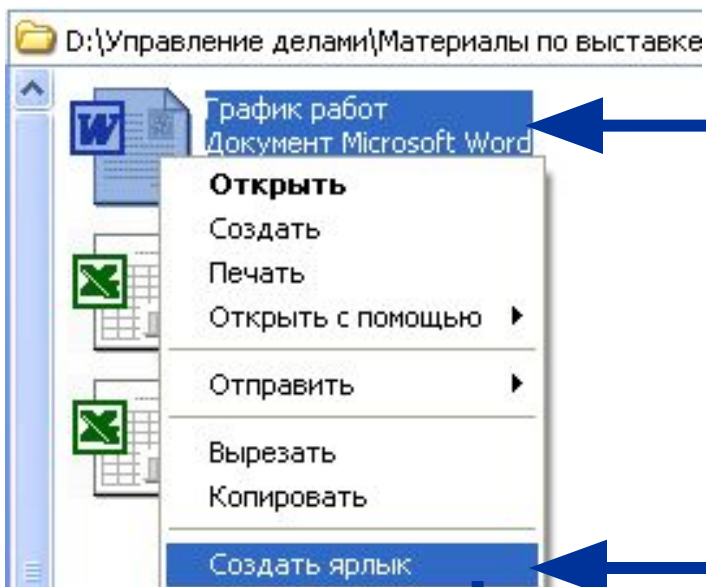 D:\Управление делами\Материалы по выставке
График работ
Документ Microsoft Word
Открыть
Создать
Печать
Открыть с помощью
Отправить
Вырезать
Копировать
Создать ярлык